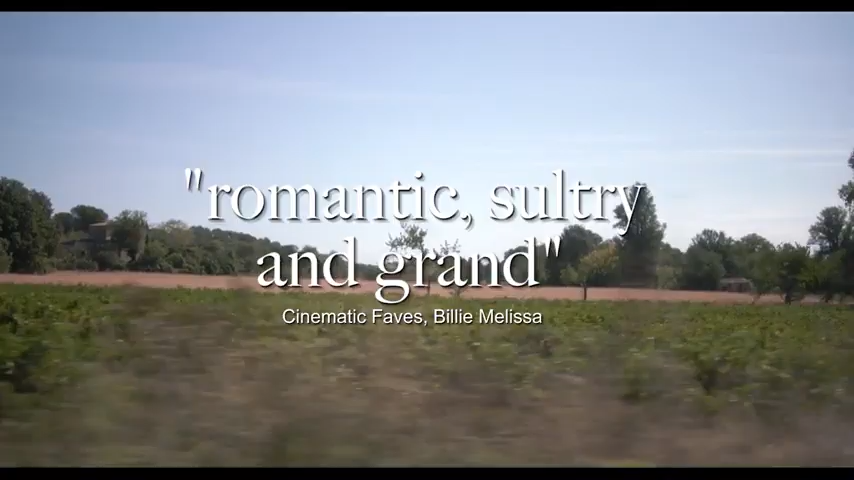 "romantic, sultry
and grand"
Cinematic Faves, Billie Melissa